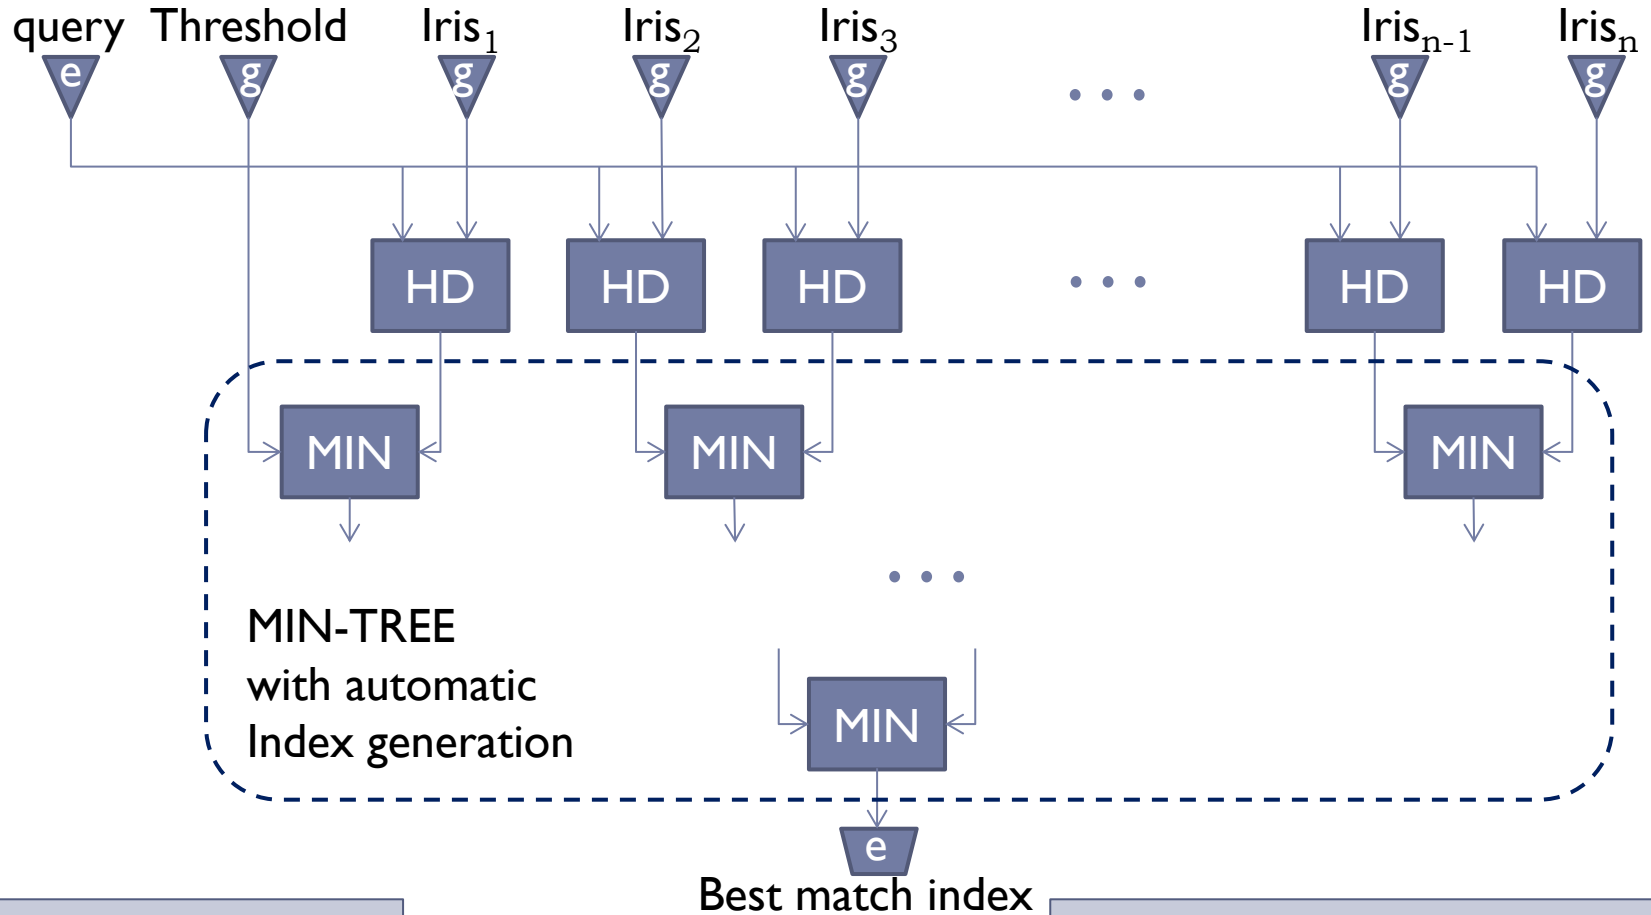 query Threshold Iris₁ Iris₂ Iris₃ Irisₙ₋₁ Irisₙ
e g g g g . . . g g
HD HD HD . . . HD HD
MIN MIN MIN
. . .
MIN-TREE
with automatic
Index generation
MIN
e
Best match index